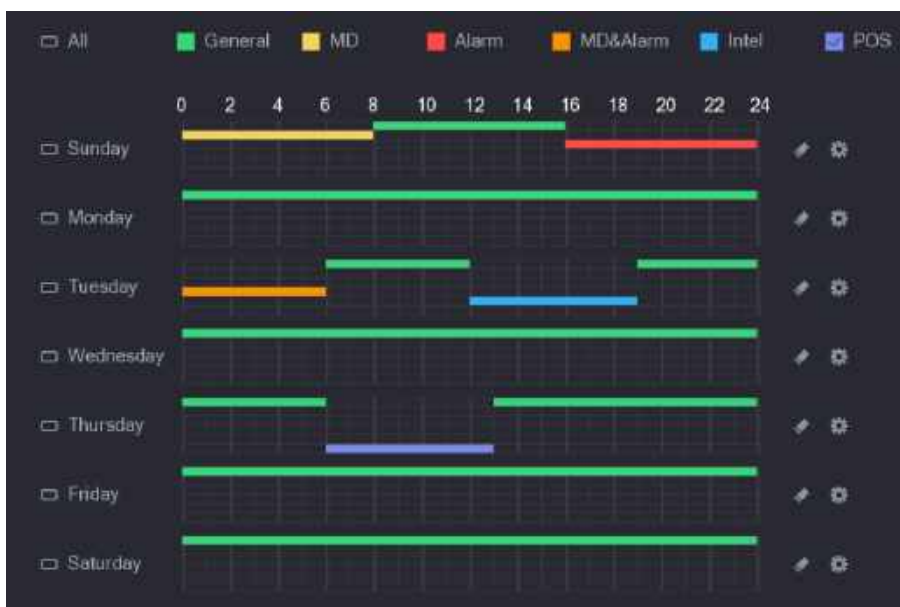 All General MD Alarm MD&Alarm Intel POS
0 2 4 6 8 10 12 14 16 18 20 22 24
Sunday
Monday
Tuesday
Wednesday
Thursday
Friday
Saturday